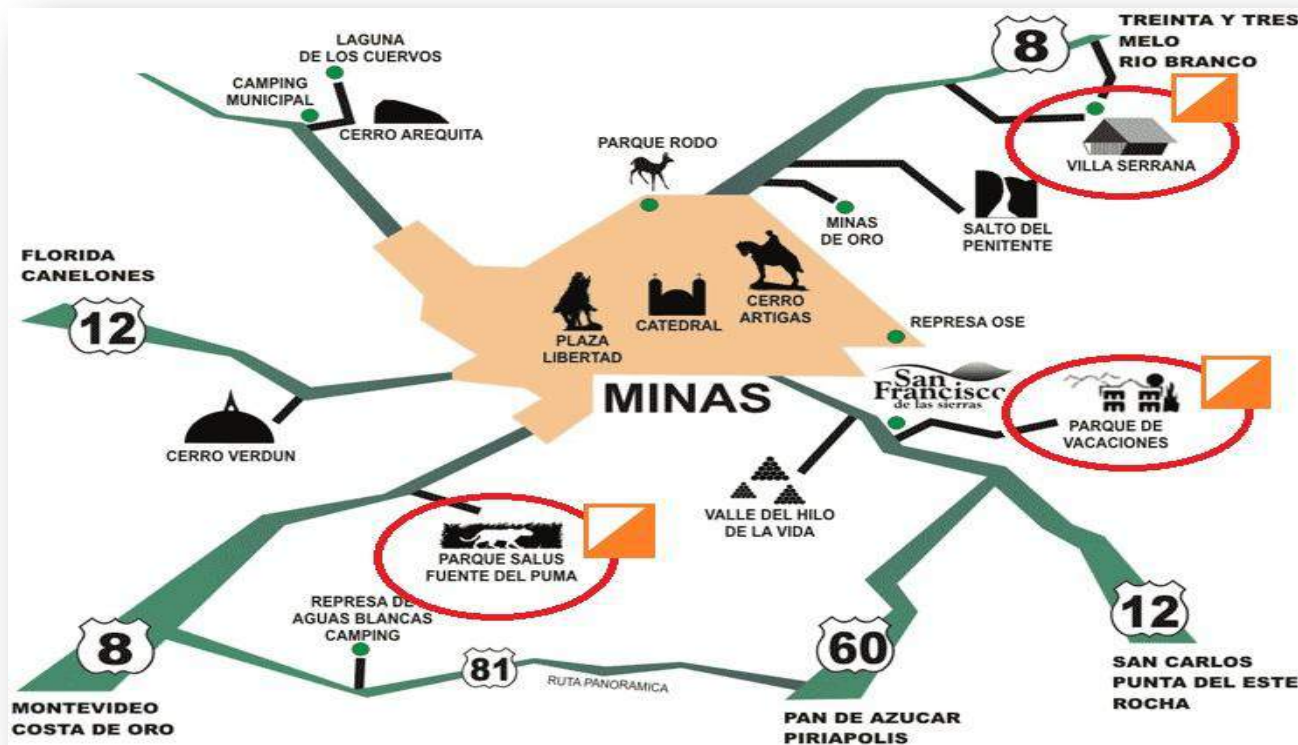 LAGUNA
DE LOS CUERVOS
CAMPING
MUNICIPAL
CERRO AREQUITA
8
TREINTA Y TRES
MELO
RIO BRANCO
VILLA SERRANA
PARQUE RODO
MINAS
DE ORO
SALTO DEL
PENITENTE
FLORIDA
CANELONES
12
PLAZA
LIBERTAD
CATEDRAL
CERRO
ARTIGAS
REPRESA OSE
MINAS
San
Francisco
de las sierras
PARQUE DE
VACACIONES
CERRO VERDUN
VALLE DEL HILO
DE LA VIDA
PARQUE SALUS
FUENTE DEL PUMA
REPRESA DE
AGUAS BLANCAS
CAMPING
8
81
RUTA PANORAMICA
60
12
MONTEVIDEO
COSTA DE ORO
PAN DE AZUCAR
PIRIAPOLIS
SAN CARLOS
PUNTA DEL ESTE
ROCHA